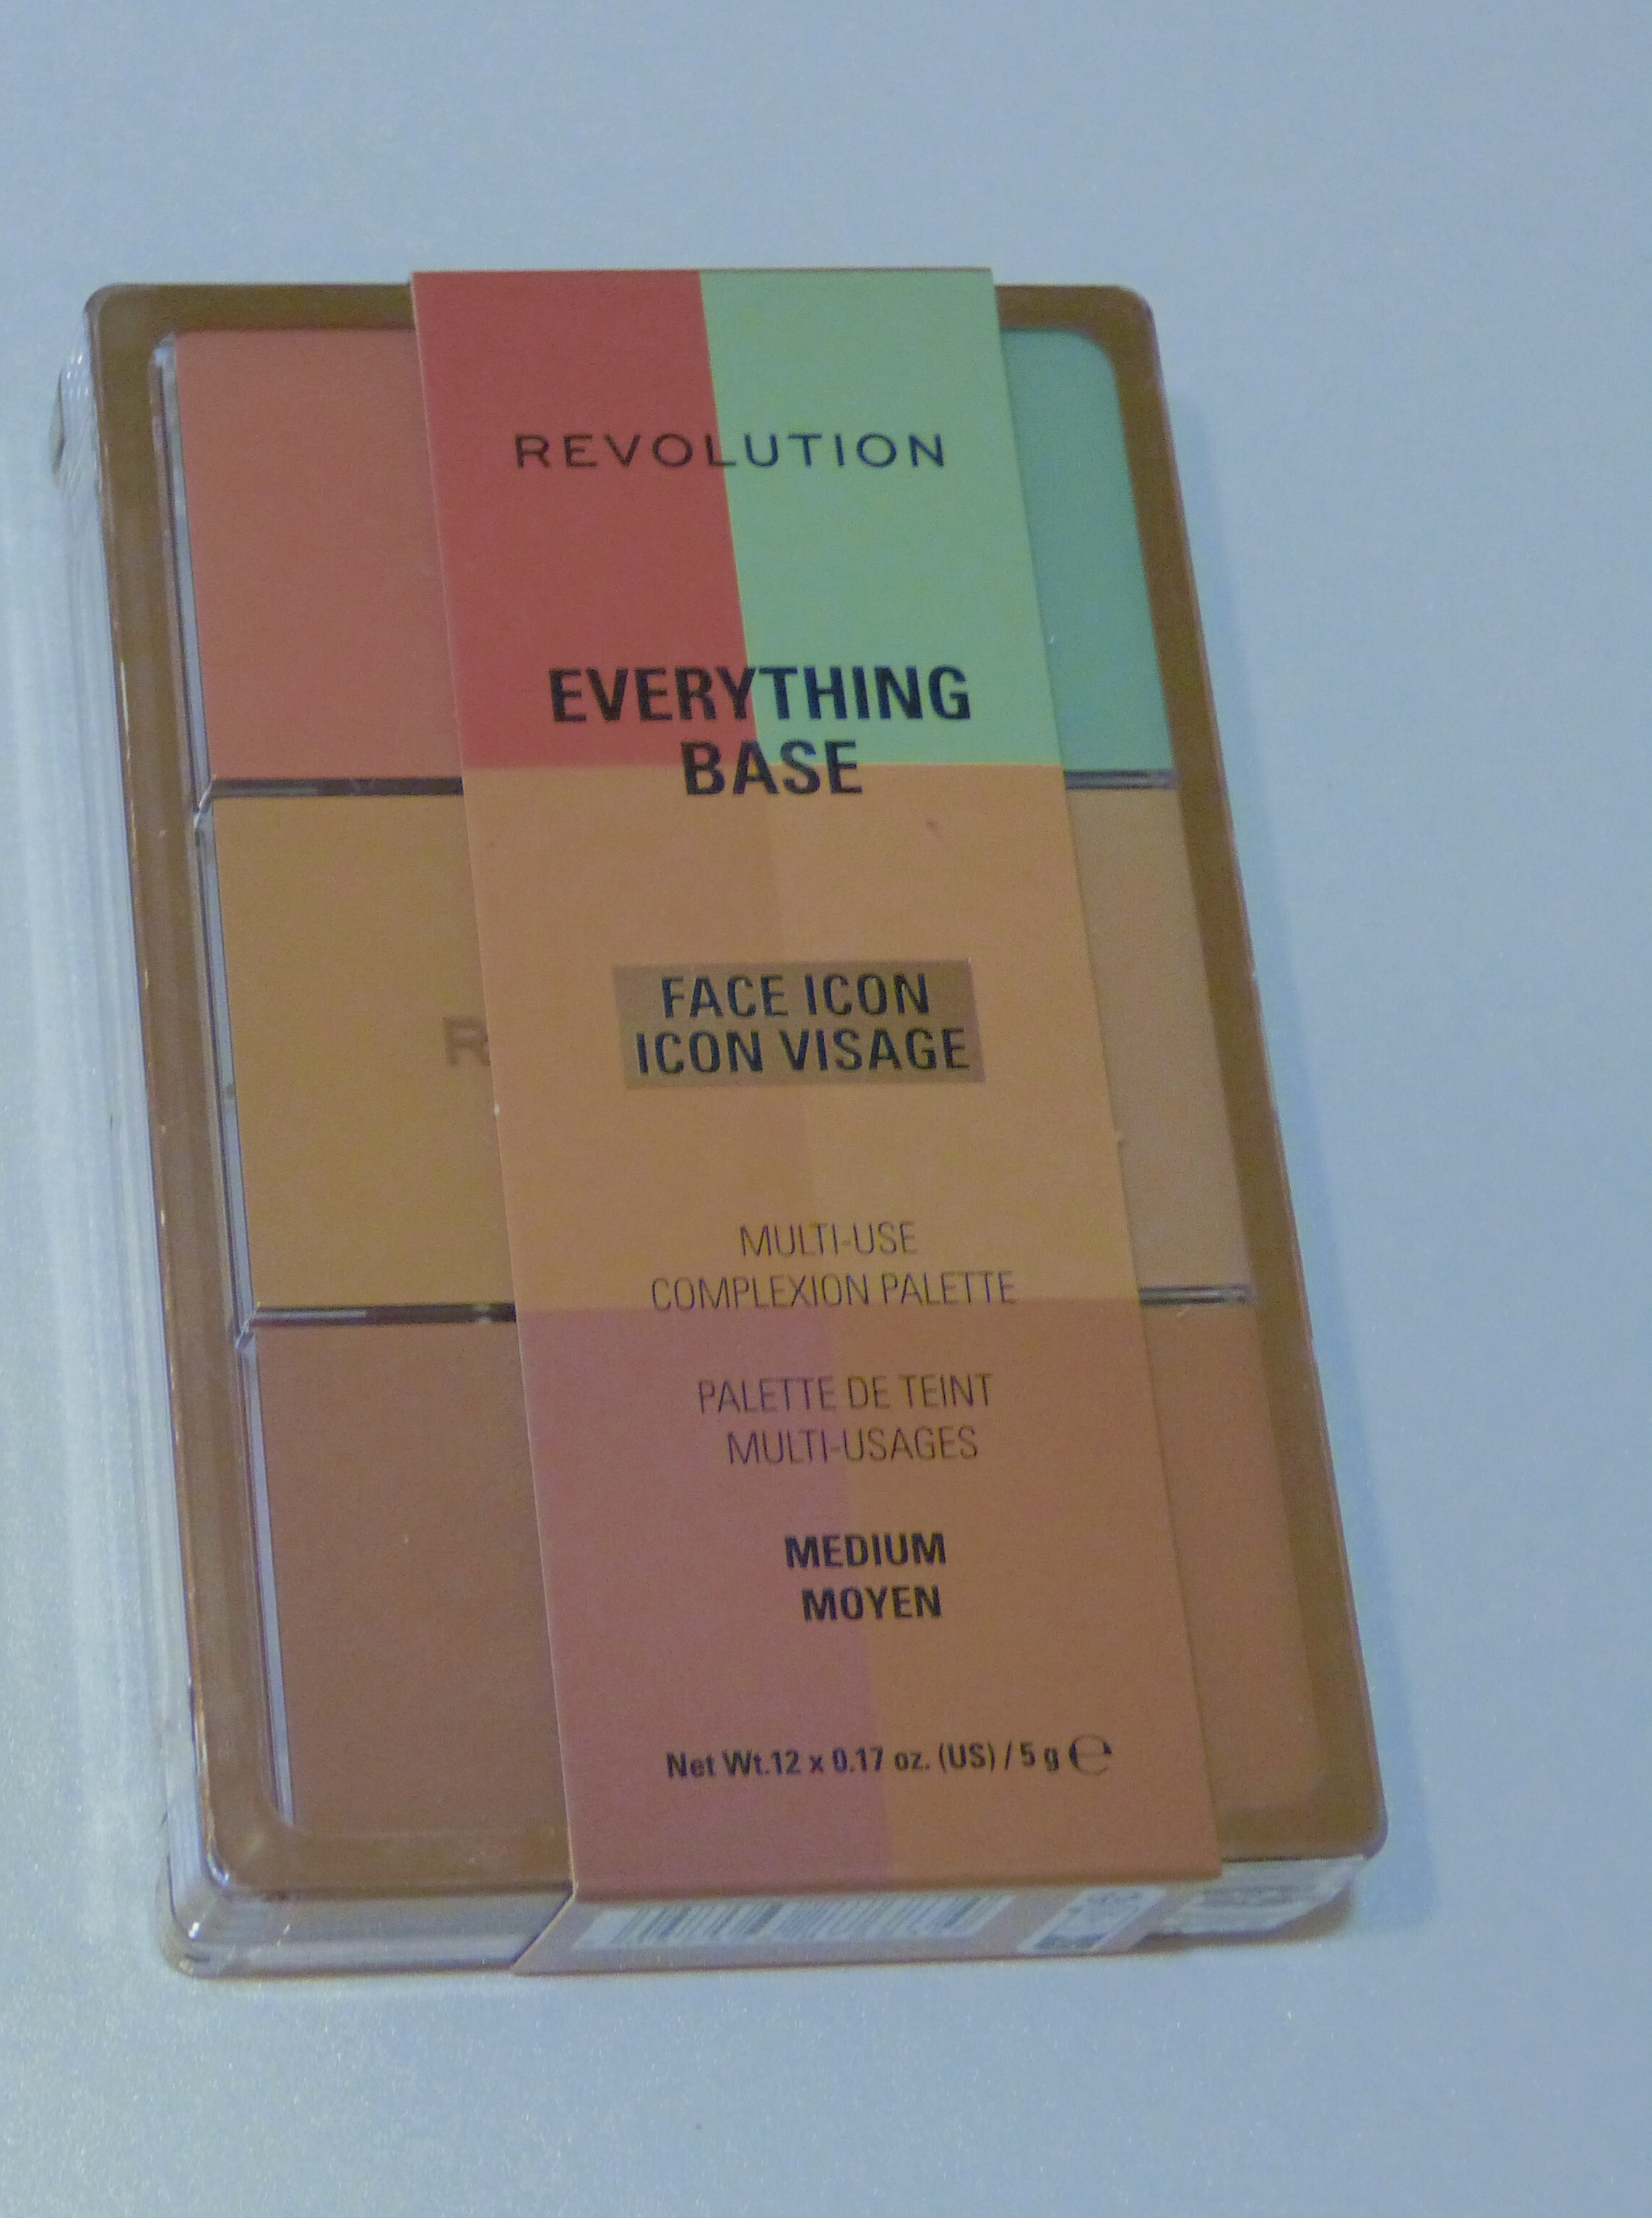 REVOLUTION
EVERYTHING
BASE
FACE ICON
ICON VISAGE
R
MULTI-USE
COMPLEXION PALETTE
PALETTE DE TEINT
MULTI-USAGES
MEDIUM
MOYEN
Net Wt.12 x 0.17 oz. (US) / 5 g ℮